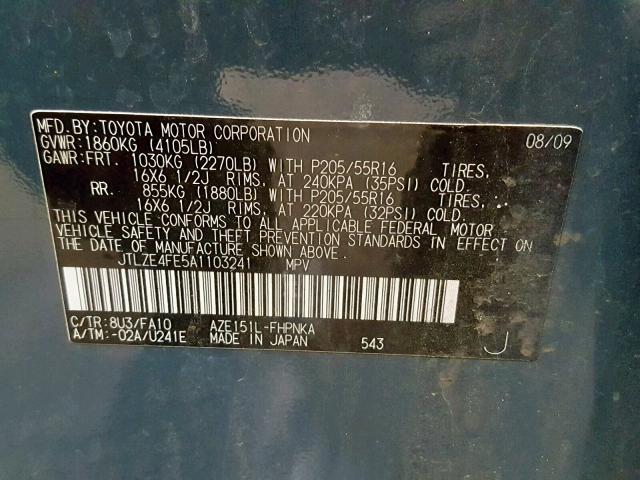 MFD. BY: TOYOTA MOTOR CORPORATION 08/09
GVWR: 1860KG (4105LB)
GAWR: FRT. 1030KG (2270LB) WITH P205/55R16 TIRES,
16X6 1/2J RIMS, AT 240KPA (35PSI) COLD.
RR. 855KG (1880LB) WITH P205/55R16 TIRES,
16X6 1/2J RIMS, AT 220KPA (32PSI) COLD.
THIS VEHICLE CONFORMS TO ALL APPLICABLE FEDERAL MOTOR
VEHICLE SAFETY AND THEFT PREVENTION STANDARDS IN EFFECT ON
THE DATE OF MANUFACTURE SHOWN ABOVE.
JTLZE4FE5A1103241 MPV
C/TR: 8U3/FA10 AZE151L-FHPNKA
A/TM: -02A/U241E MADE IN JAPAN 543 J